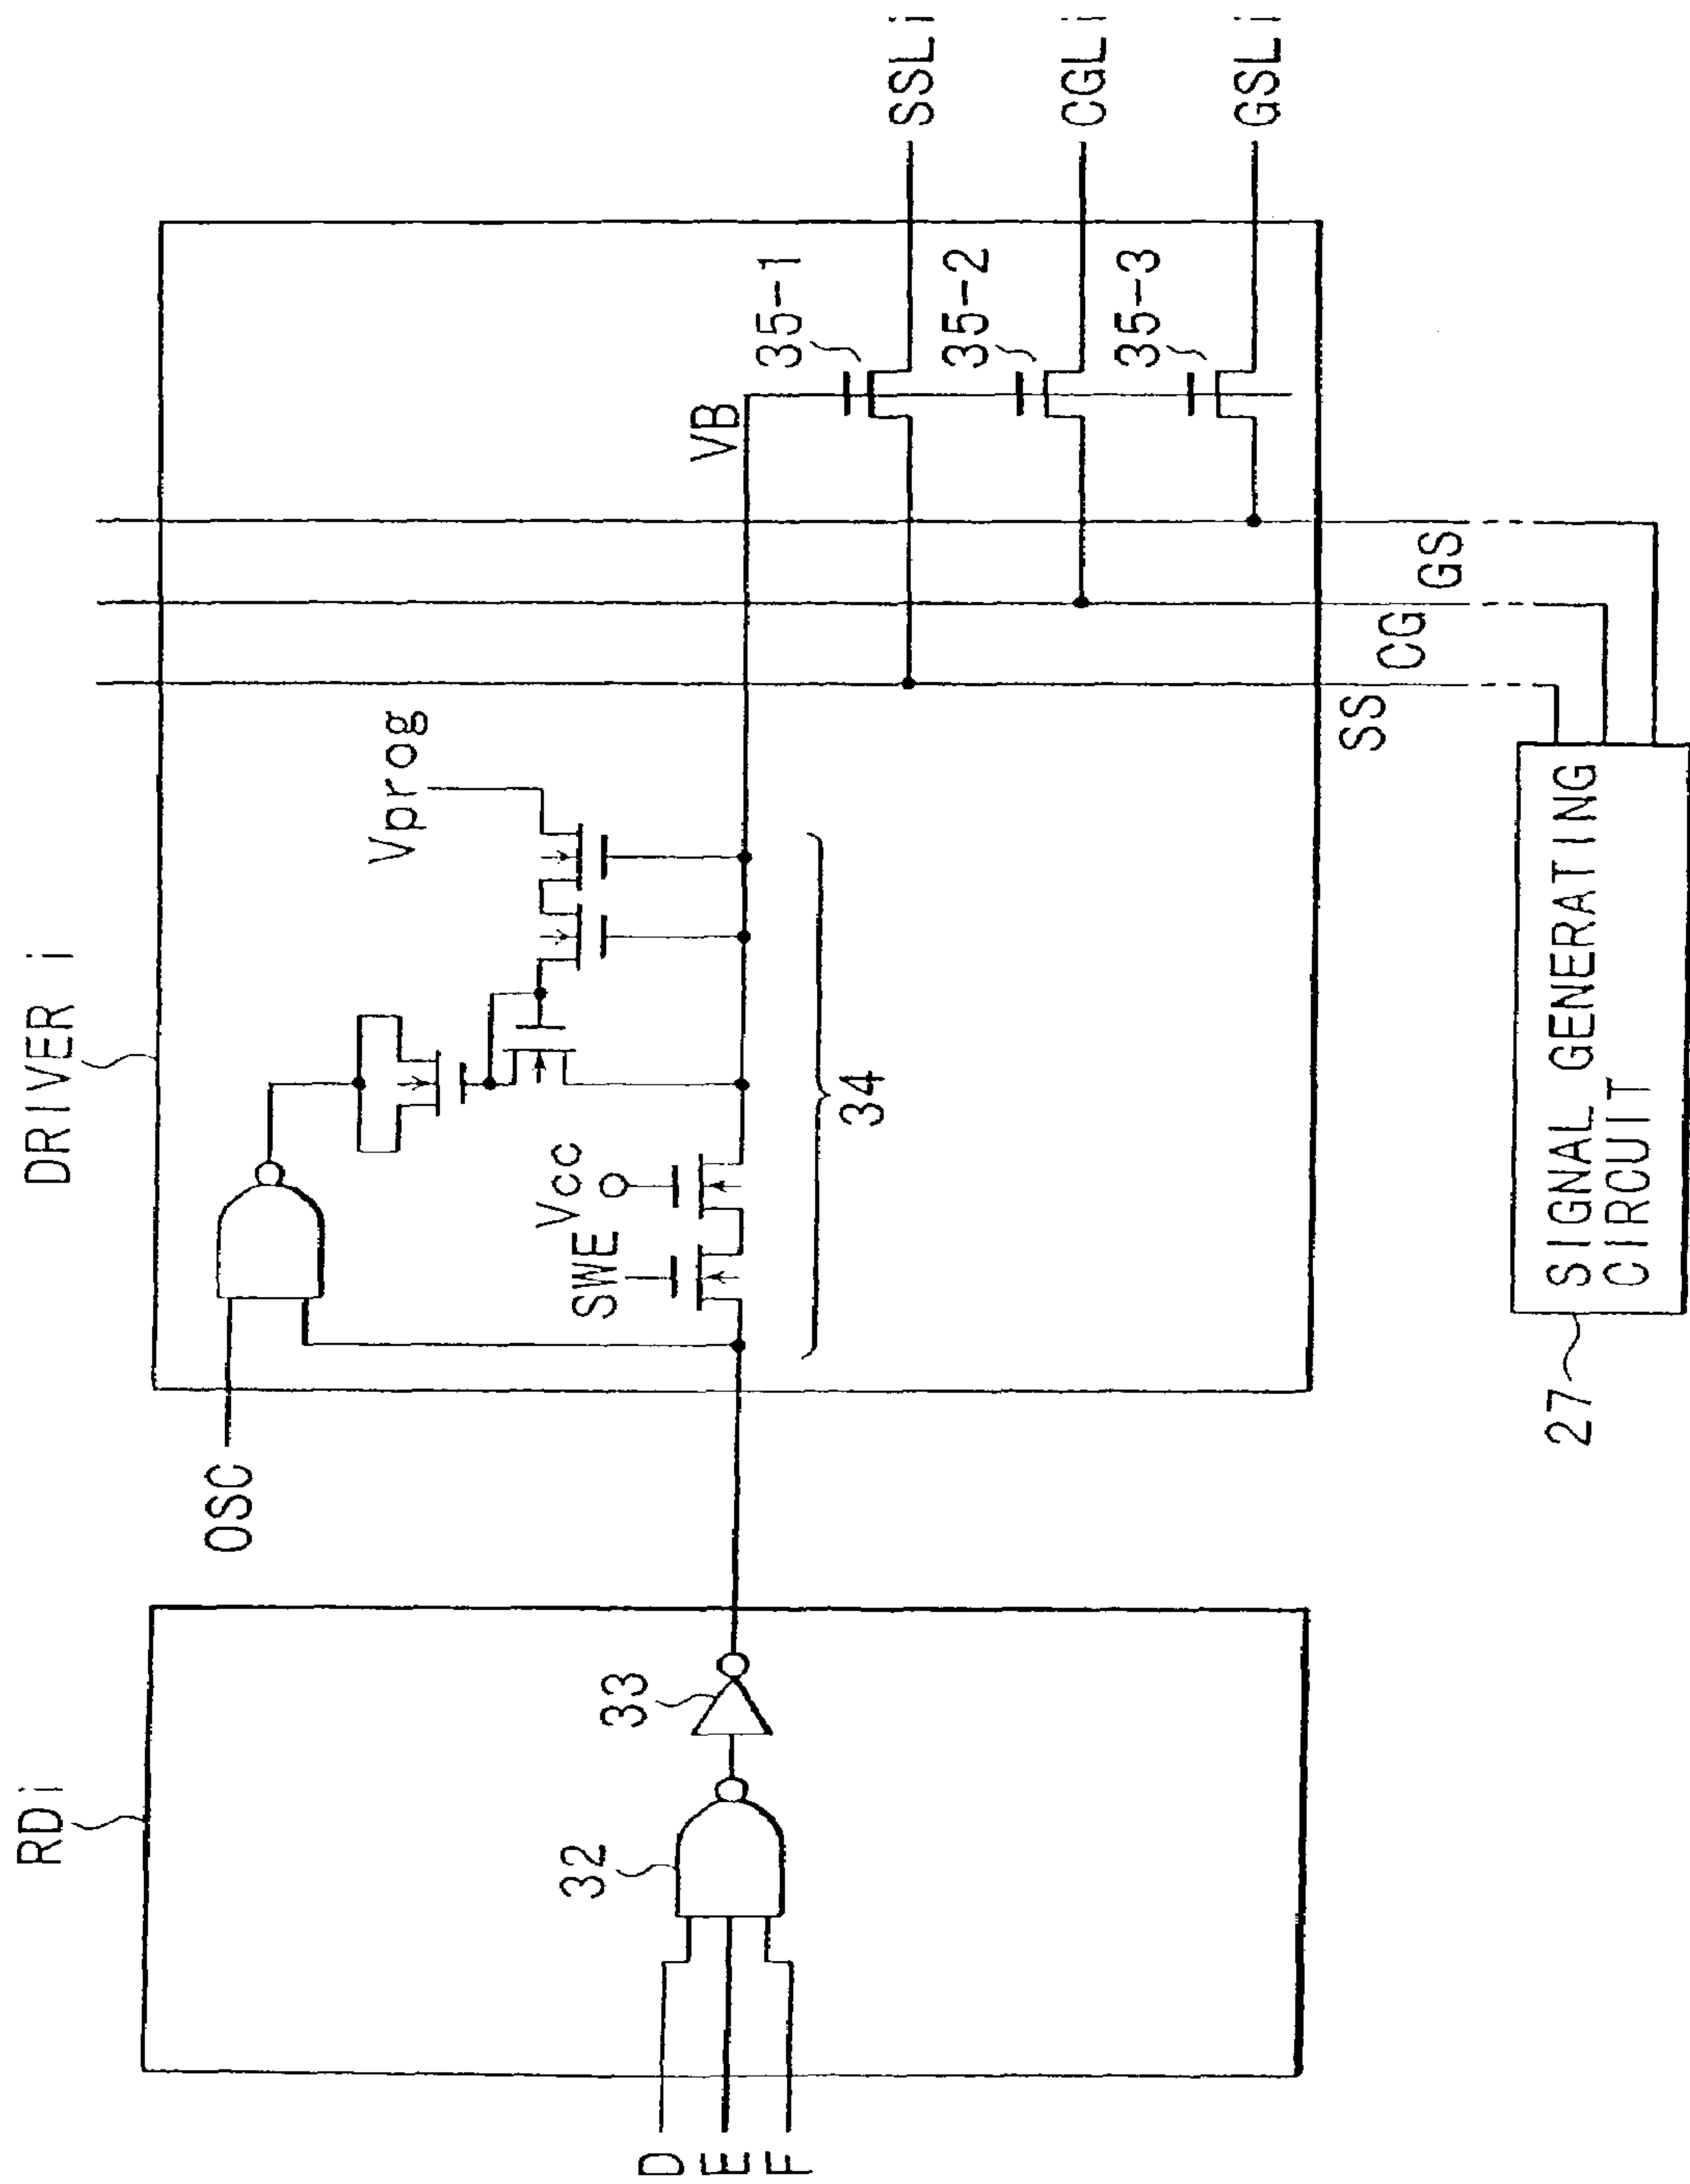 RDi
DRIVER i
D
E
F
32
33
OSC
SWE
Vcc
Vprog
34
VB
35-1
35-2
35-3
SSLi
CGLi
GSLi
SS
CG
GS
27
SIGNAL GENERATING
CIRCUIT